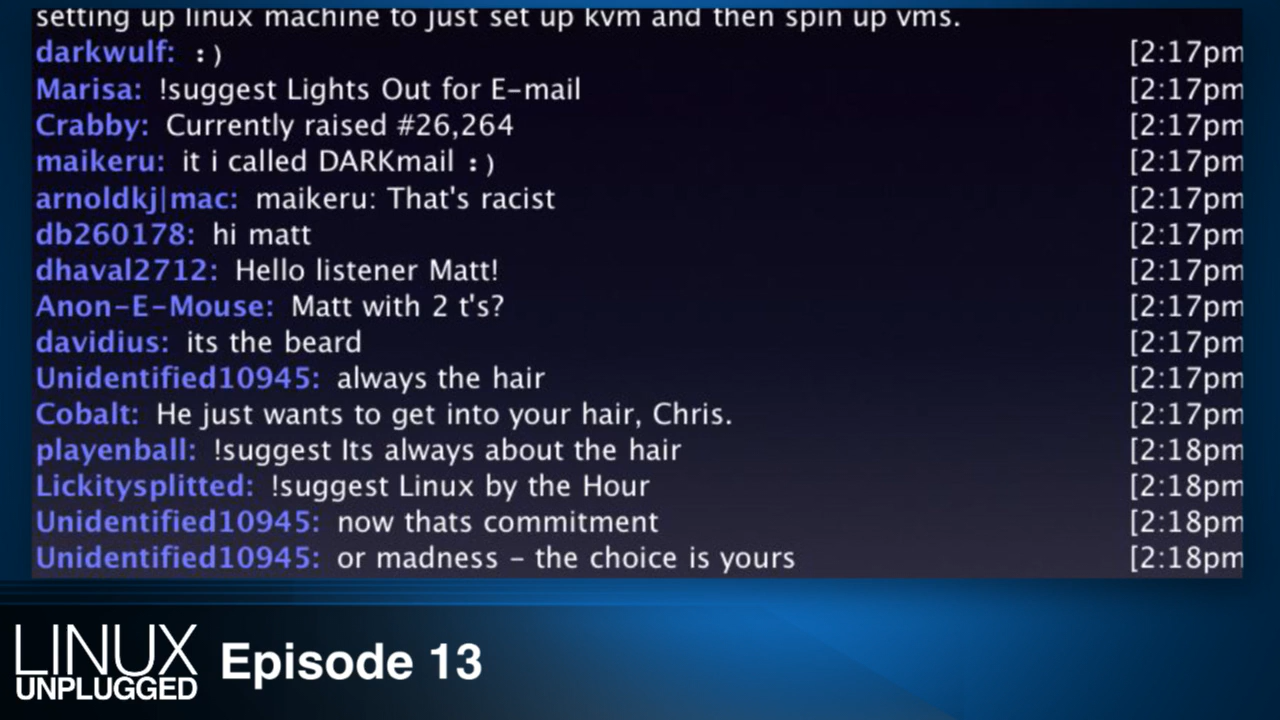 setting up linux machine to just set up kvm and then spin up vms.
darkwulf: :) [2:17pm
Marisa: !suggest Lights Out for E-mail [2:17pm
Crabby: Currently raised #26,264 [2:17pm
maikeru: it i called DARKmail :) [2:17pm
arnoldkj|mac: maikeru: That's racist [2:17pm
db260178: hi matt [2:17pm
dhaval2712: Hello listener Matt! [2:17pm
Anon-E-Mouse: Matt with 2 t's? [2:17pm
davidius: its the beard [2:17pm
Unidentified10945: always the hair [2:17pm
Cobalt: He just wants to get into your hair, Chris. [2:17pm
playenball: !suggest Its always about the hair [2:18pm
Lickitysplitted: !suggest Linux by the Hour [2:18pm
Unidentified10945: now thats commitment [2:18pm
Unidentified10945: or madness – the choice is yours [2:18pm
LINUX
UNPLUGGED
Episode 13